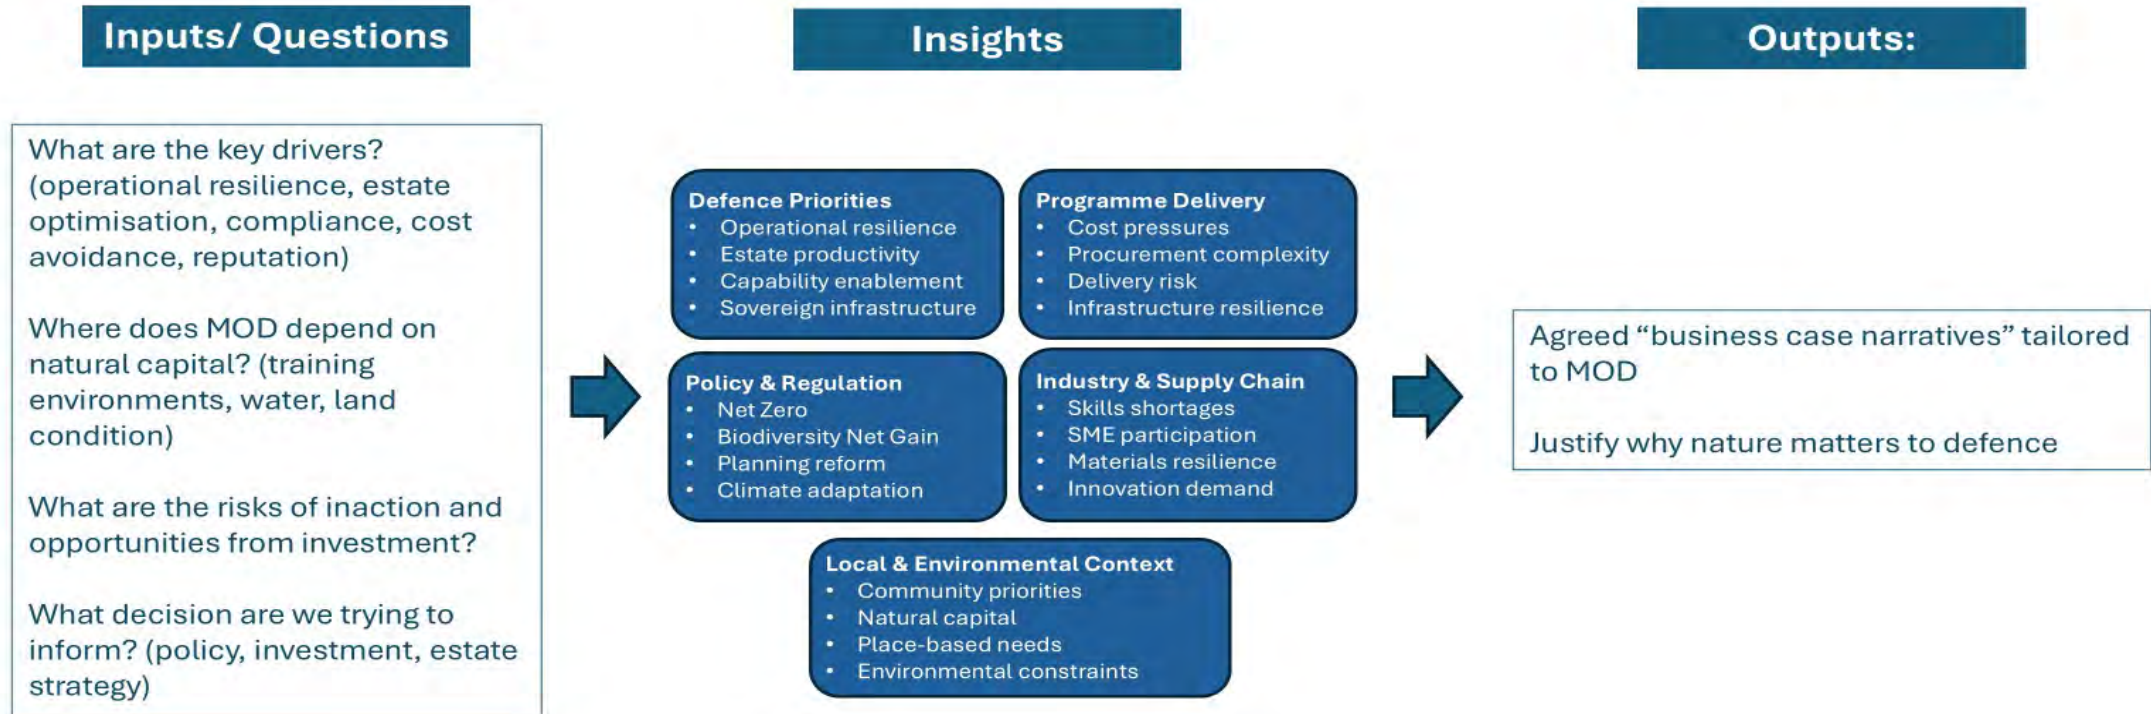 Inputs/ Questions
Insights
Outputs:
What are the key drives?
(operational resilience, estate
optimisation, compliance, cost
avoidance, reputation)
Where does MOD depend on
natural capital? (training
environments, water, land
condition)
What are the risks of inaction and
opportunities from investment?
What decision are we trying to
inform? (policy, investment, estate
strategy)
Defence Priorities
• Operational resilience
• Estate productivity
• Capability enablement
• Sovereign infrastructure
Programme Delivery
• Cost pressures
• Procurement complexity
• Delivery risk
• Infrastructure resilience
Policy & Regulation
• Net Zero
• Biodiversity Net Gain
• Planning reform
• Climate adaptation
Industry & Supply Chain
• Skills shortages
• SME participation
• Materials resilience
• Innovation demand
Local & Environmental Context
• Community priorities
• Natural capital
• Place-based needs
• Environmental constraints
Agreed “business case narratives” tailored
to MOD
Justify why nature matters to defence